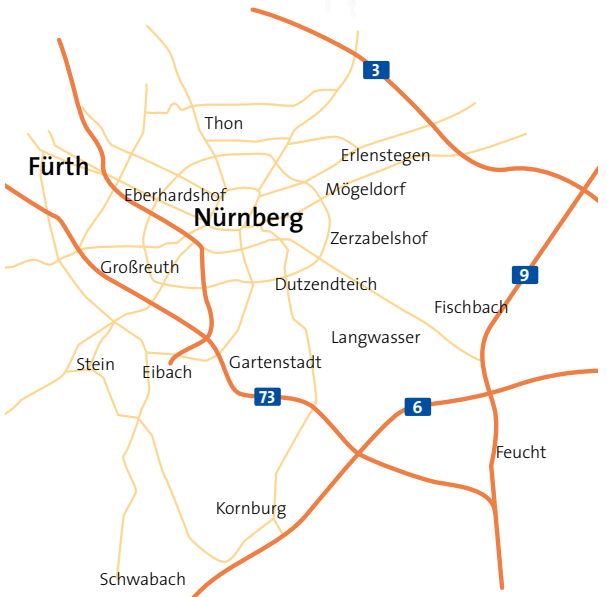 3
Thon
Erlenstegen
Fürth
Mögeldorf
Eberhardshof
Nürnberg
Zerzabelshof
Großreuth
9
Dutzendteich
Fischbach
Langwasser
Gartenstadt
Stein
Eibach
73
6
Feucht
Kornburg
Schwabach